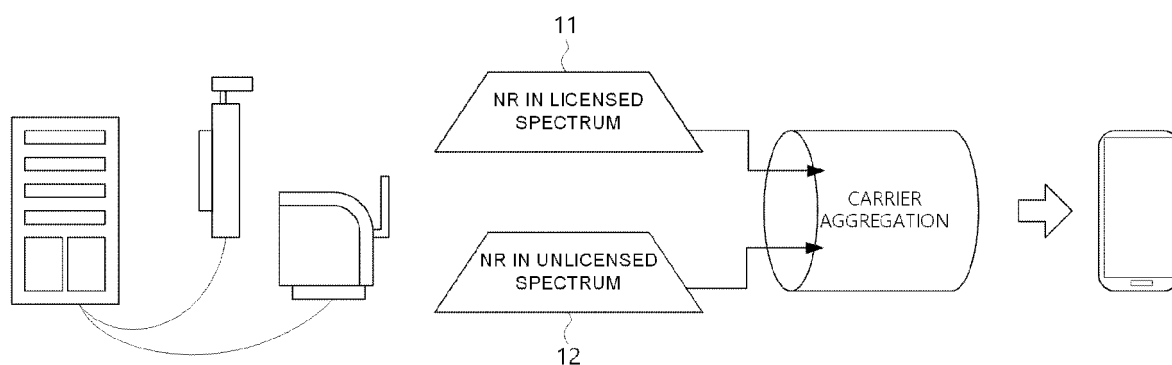 11
NR IN LICENSED
SPECTRUM
CARRIER
AGGREGATION
NR IN UNLICENSED
SPECTRUM
12